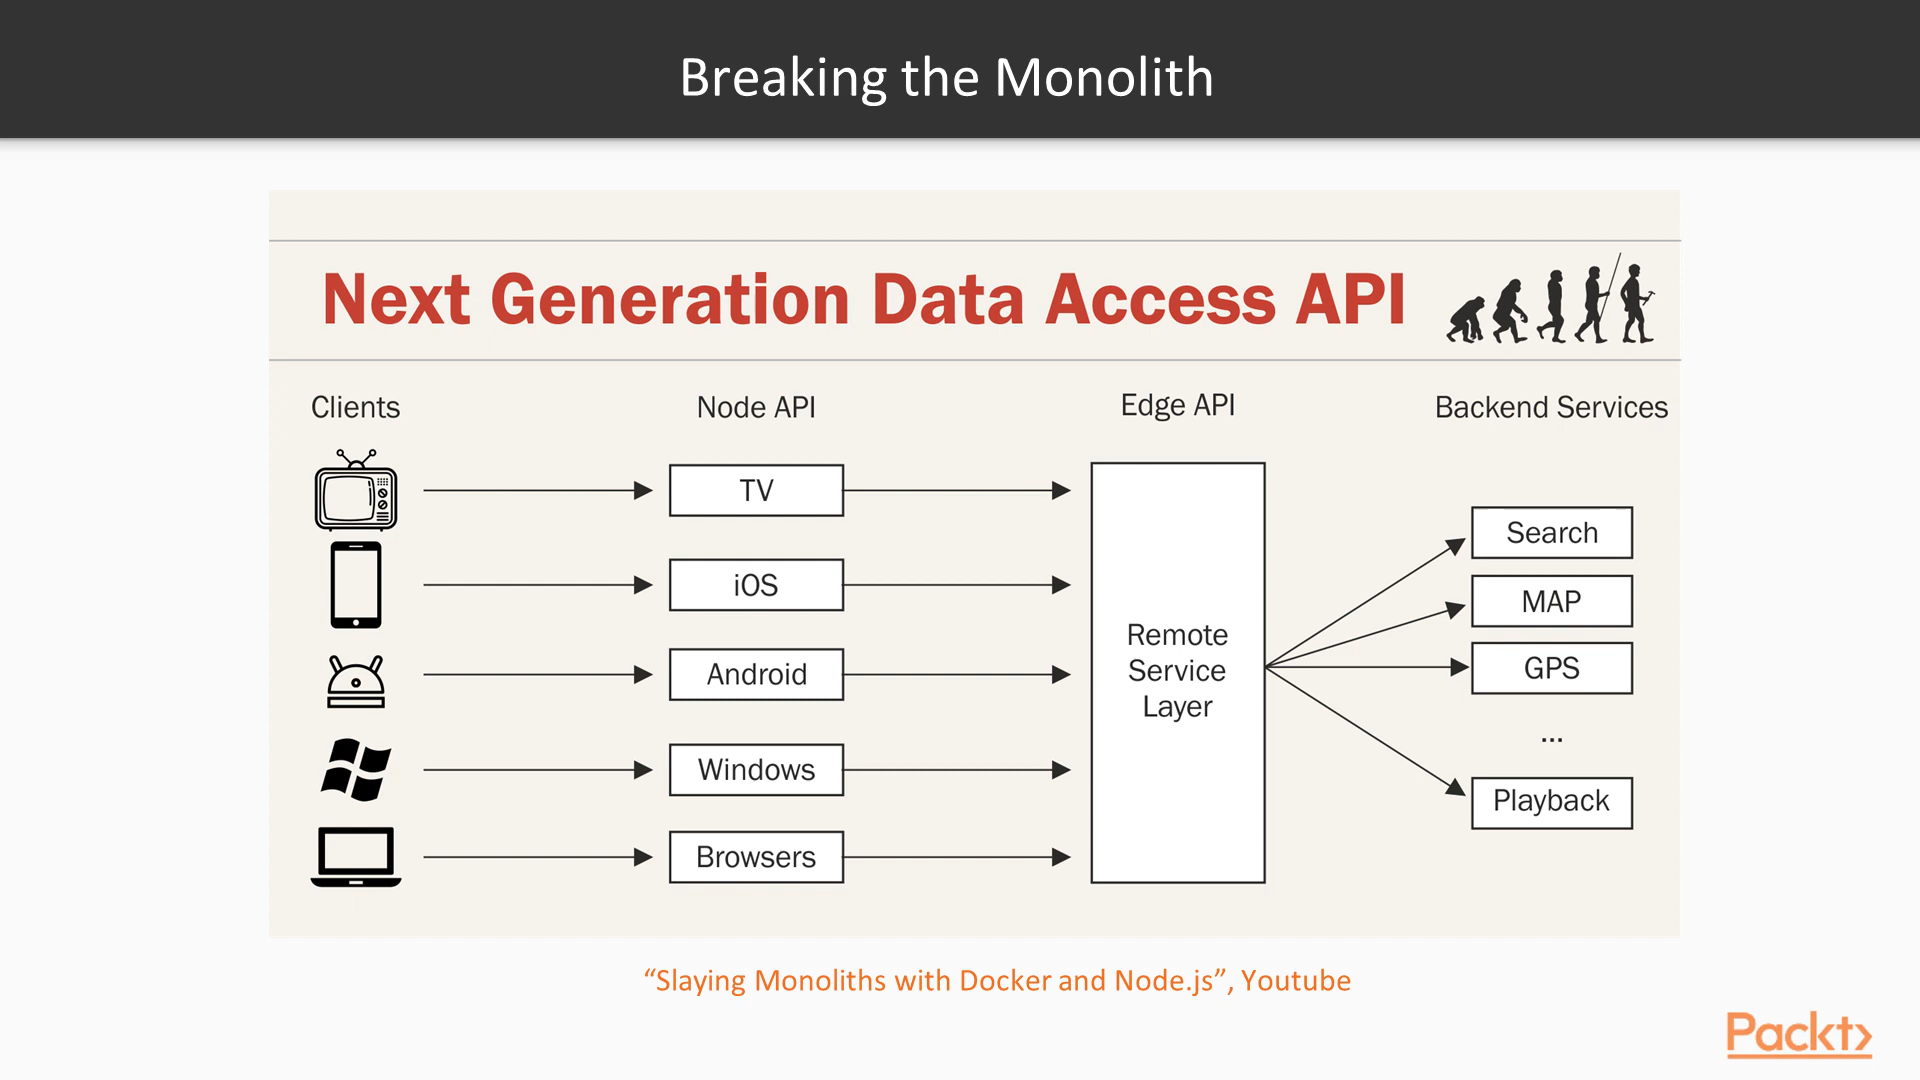 Breaking the Monolith
Next Generation Data Access API
Clients
Node API
Edge API
Backend Services
TV
iOS
Android
Windows
Browsers
Remote
Service
Layer
Search
MAP
GPS
...
Playback
“Slaying Monoliths with Docker and Node.js”, Youtube
Packt>